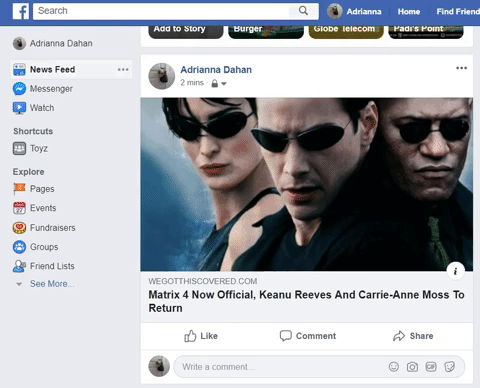 Search
Adrianna
Home
Find Friend
Adrianna Dahan
News Feed
Messenger
Watch
Shortcuts
Toyz
Explore
Pages
Events
Fundraisers
Groups
Friend Lists
See More...
Add to Story
Burger
Globe Telecom
Padi's Point
Adrianna Dahan
2 mins ·
WEGOTTHISCOVERED.COM
Matrix 4 Now Official, Keanu Reeves And Carrie-Anne Moss To
Return
Like
Comment
Share
Write a comment...